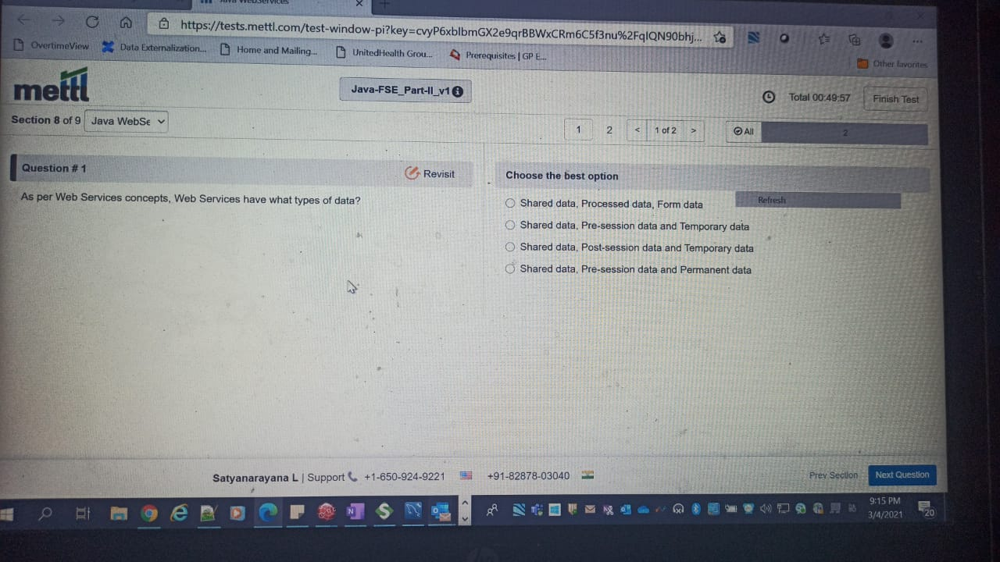 Java WebServices
https://tests.mettl.com/test-window-pi?key=cvyP6xblbmGX2e9qrBBWxCRm6C5f3nu%2FqlQN90bhj...
OvertimeView
Data Externalization...
Home and Mailing...
UnitedHealth Grou...
Prerequisites | GP E...
Other favorites
mettl
Java-FSE_Part-II_v1
Total 00:49:57
Finish Test
Section 8 of 9
Java WebSe
1
2
<
1 of 2
>
All
2
Question # 1
Revisit
Choose the best option
As per Web Services concepts, Web Services have what types of data?
Refresh
Shared data, Processed data, Form data
Shared data, Pre-session data and Temporary data
Shared data, Post-session data and Temporary data
Shared data, Pre-session data and Permanent data
Satyanarayana L | Support +1-650-924-9221 +91-82878-03040
Prev Section
Next Question
9:15 PM
3/4/2021
20